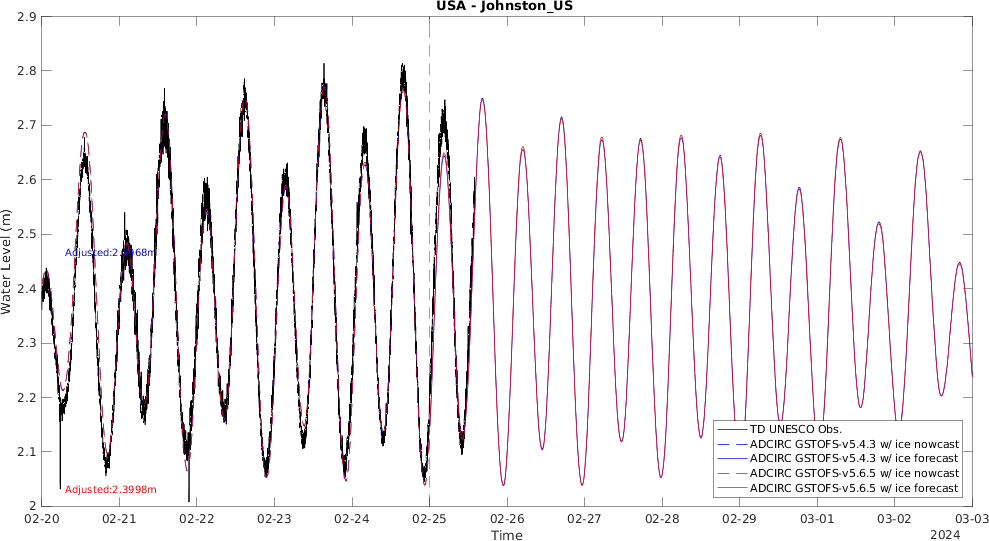 USA - Johnston_US
2.9
2.8
2.7
2.6
2.5
2.4
2.3
2.2
2.1
2
Water Level (m)
Adjusted:2. 968m
Adjusted:2.3998m
TD UNESCO Obs.
ADCIRC GSTOFS-v5.4.3 w/ ice nowcast
ADCIRC GSTOFS-v5.4.3 w/ ice forecast
ADCIRC GSTOFS-v5.6.5 w/ ice nowcast
ADCIRC GSTOFS-v5.6.5 w/ ice forecast
02-20 02-21 02-22 02-23 02-24 02-25 02-26 02-27 02-28 02-29 03-01 03-02 03-03
Time
2024